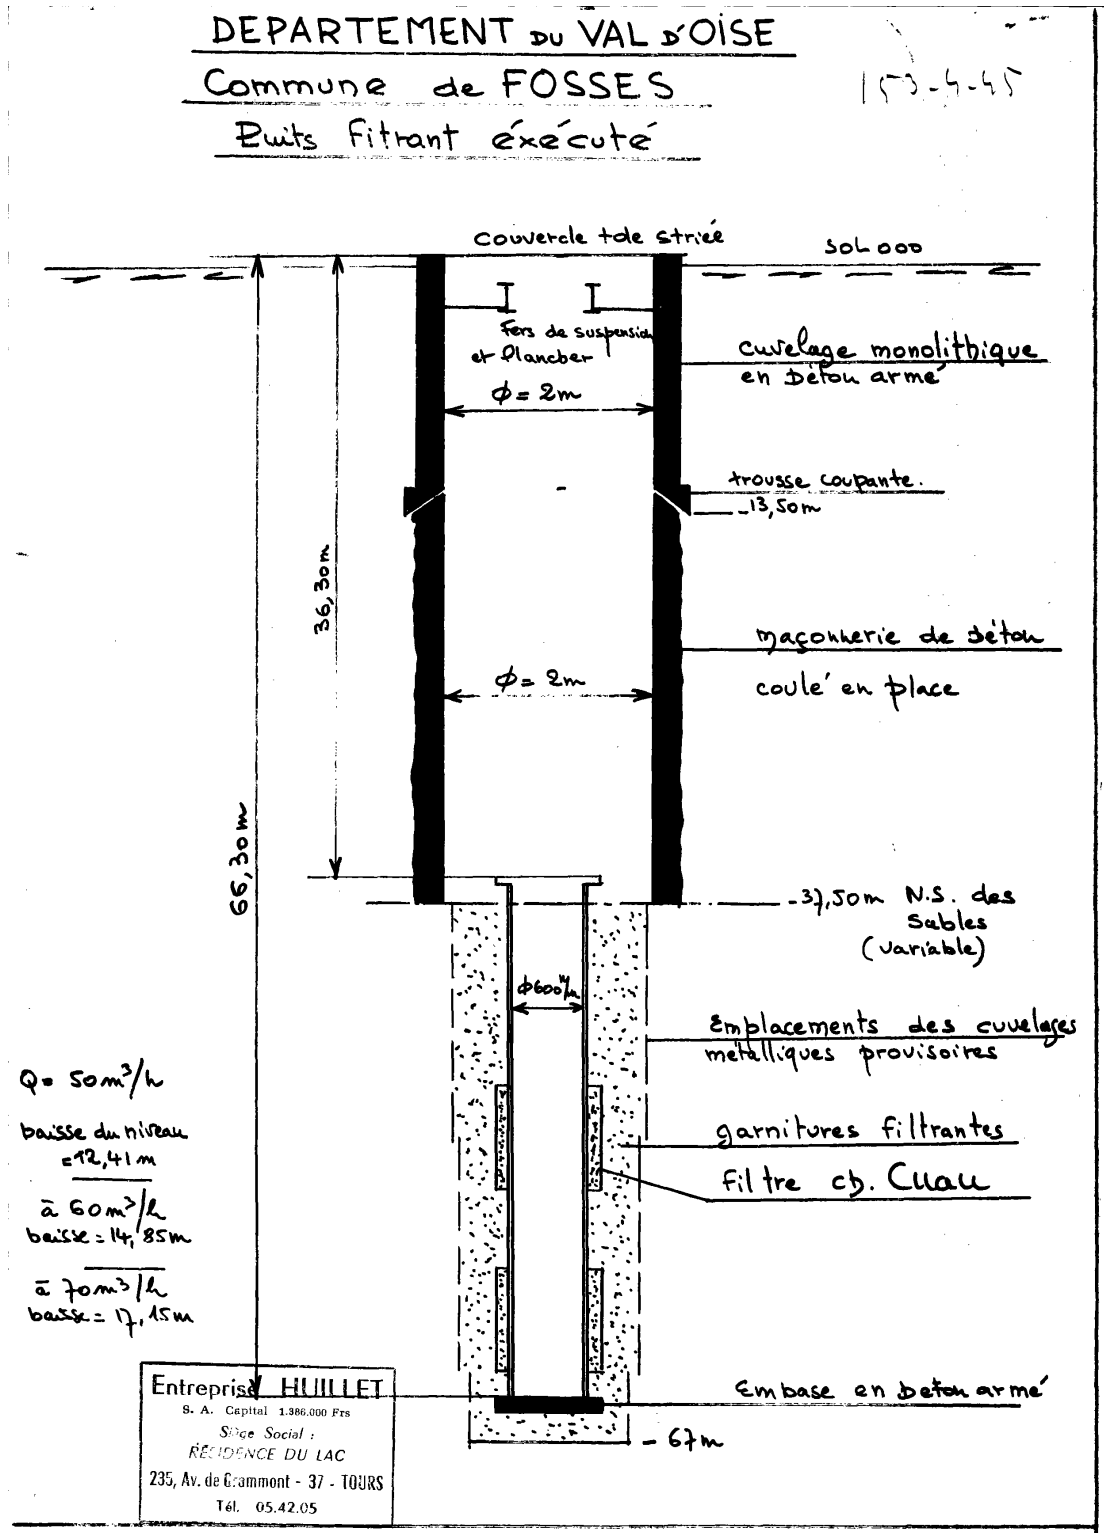 DEPARTEMENT DU VAL D'OISE
Commune de FOSSES
153-4-45
Puits Fitrant éxécuté
couvercle tole striée
SOL 000
Fers de suspension
et Plancher
cuvelage monolithique
en béton armé
φ = 2m
trousse coupante.
-13,50m
36,30m
maçonnerie de béton
coulé en place
φ = 2m
66,30m
-37,50m N.S. des
Sables
(variable)
φ600 m/m
Emplacements des cuvelages
métalliques provisoires
Q = 50m³/h
baisse du niveau
=12,41m
garnitures filtrantes
filtre ch. Cuau
à 60m³/h
baisse = 14,85m
à 70m³/h
baisse = 17,15m
Embase en beton armé
- 67m
Entreprise HUILLET
S. A. Capital 1.386.000 Frs
Siège Social :
RÉSIDENCE DU LAC
235, Av. de Grammont - 37 - TOURS
Tél. 05.42.05